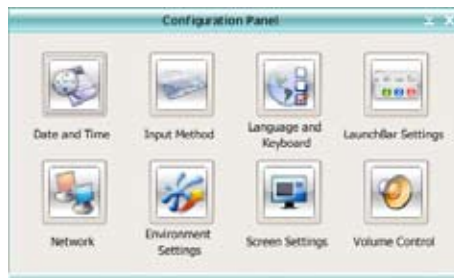 Configuration Panel
Date and Time
Input Method
Language and
Keyboard
LaunchBar Settings
Network
Environment
Settings
Screen Settings
Volume Control